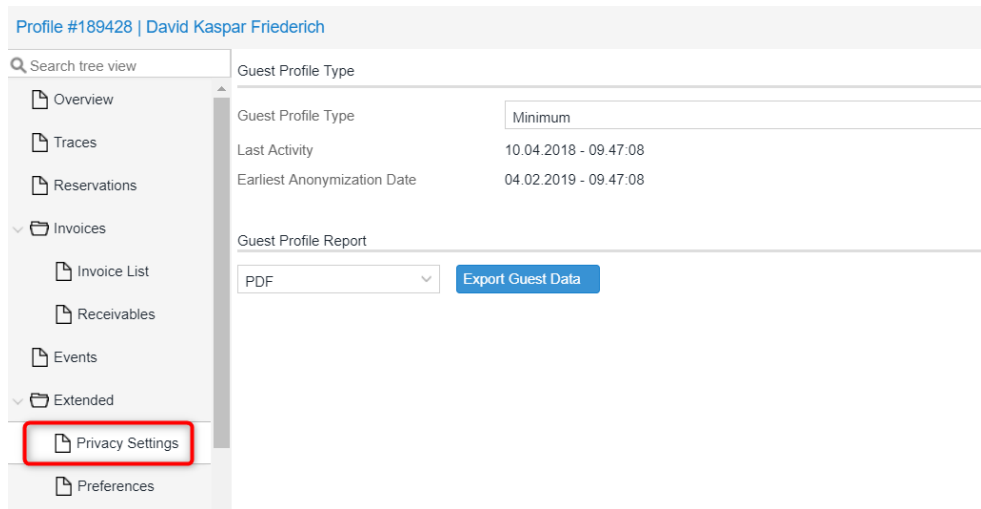 Profile #189428 | David Kaspar Friederich
Search tree view
Overview
Traces
Reservations
Invoices
Invoice List
Receivables
Events
Extended
Privacy Settings
Preferences
Guest Profile Type
Guest Profile Type Minimum
Last Activity 10.04.2018 - 09.47:08
Earliest Anonymization Date 04.02.2019 - 09.47:08
Guest Profile Report
PDF Export Guest Data